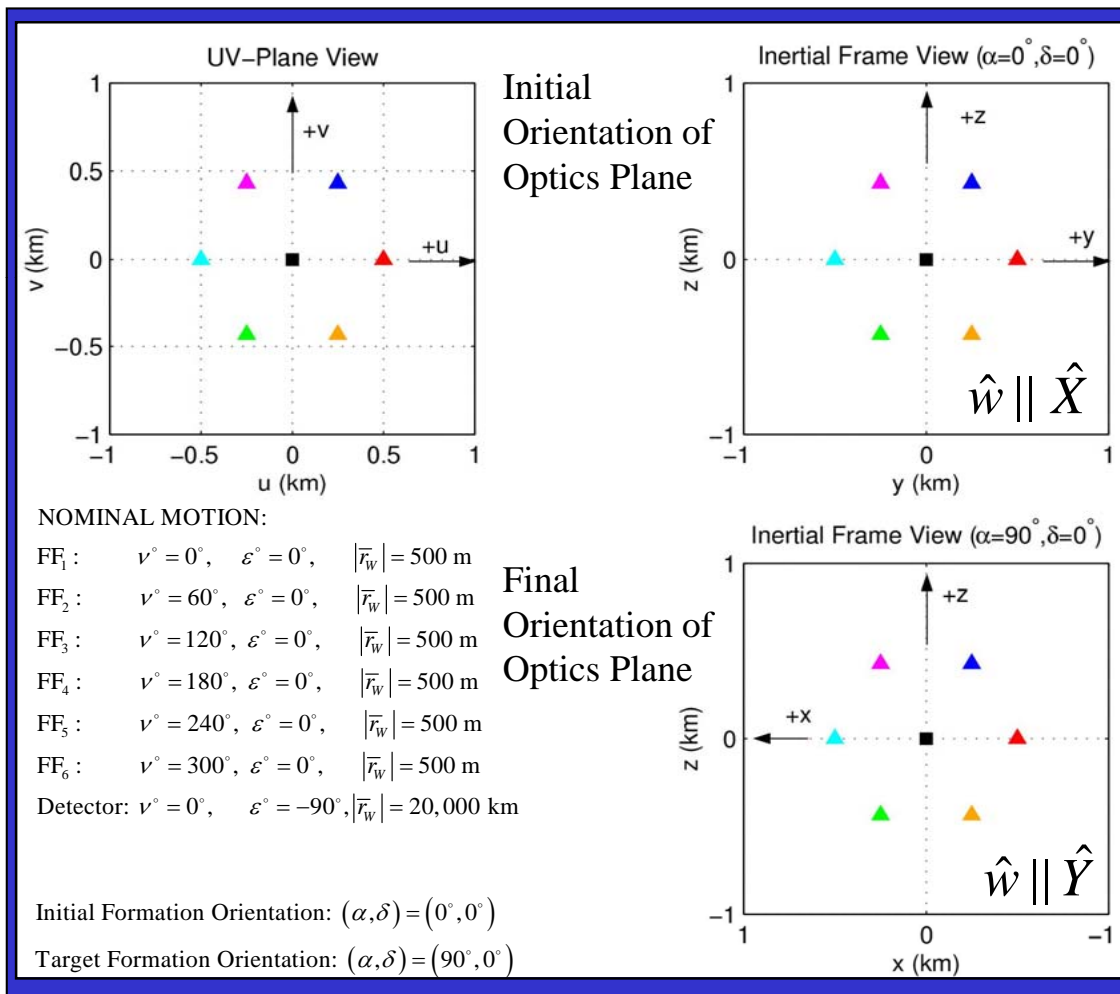 UV−Plane View
1
0.5
0
−0.5
−1
v (km)
+v
+u
−1 −0.5 0 0.5 1
u (km)
Initial
Orientation of
Optics Plane
Inertial Frame View (α=0°,δ=0°)
1
0
−1
z (km)
+z
+y
ŵ || X̂
−1 0 1
y (km)
NOMINAL MOTION:
FF₁ : ν° = 0°, ε° = 0°, |r̄_W| = 500 m
FF₂ : ν° = 60°, ε° = 0°, |r̄_W| = 500 m
FF₃ : ν° = 120°, ε° = 0°, |r̄_W| = 500 m
FF₄ : ν° = 180°, ε° = 0°, |r̄_W| = 500 m
FF₅ : ν° = 240°, ε° = 0°, |r̄_W| = 500 m
FF₆ : ν° = 300°, ε° = 0°, |r̄_W| = 500 m
Detector: ν° = 0°, ε° = −90°, |r̄_W| = 20,000 km
Initial Formation Orientation: (α,δ) = (0°,0°)
Target Formation Orientation: (α,δ) = (90°,0°)
Final
Orientation of
Optics Plane
Inertial Frame View (α=90°,δ=0°)
1
0
−1
z (km)
+z
+x
ŵ || Ŷ
1 0 −1
x (km)